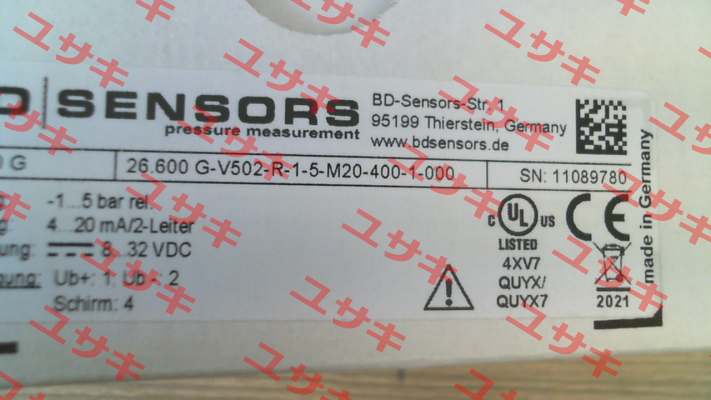 D|SENSORS
pressure measurement
BD-Sensors-Str. 1
95199 Thierstein, Germany
www.bdsensors.de
0 G
26.600 G-V502-R-1-5-M20-400-1-000
SN: 11089780
-1...5 bar rel.
4...20 mA/2-Leiter
8...32 VDC
Ub+: 1; Ub-: 2
Schirm: 4
C UL US
LISTED
4XV7
QUYX/
QUYX7
CE
2021
made in Germany
ユサキ